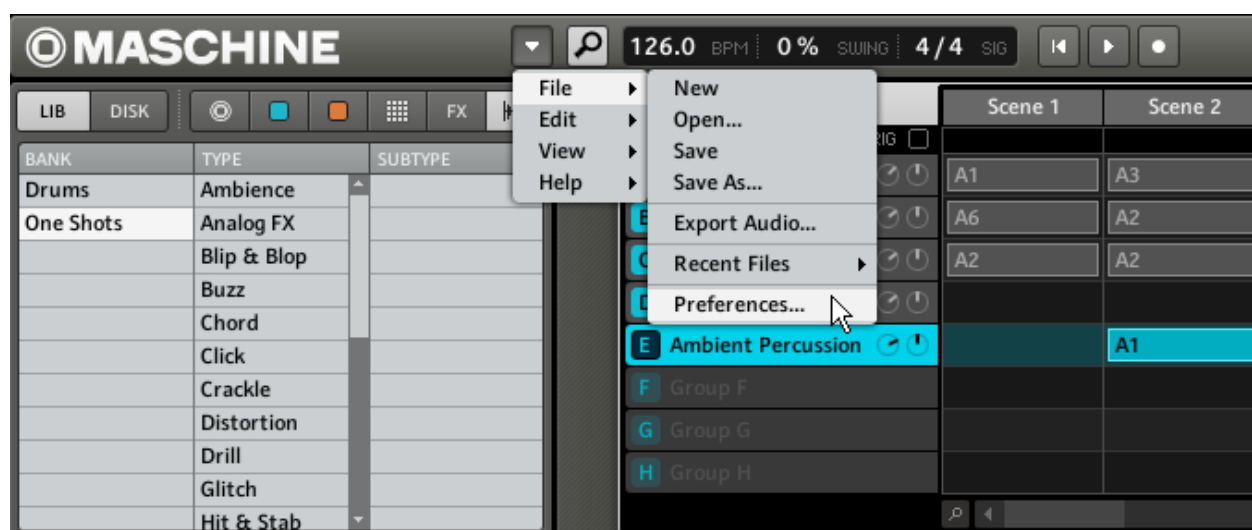 MASCHINE
126.0 BPM 0% SWING 4/4 SIG
LIB DISK FX
File
Edit
View
Help
New
Open...
Save
Save As...
Export Audio...
Recent Files
Preferences...
Scene 1 Scene 2
BANK TYPE SUBTYPE
Drums Ambience
One Shots Analog FX
Blip & Blop
Buzz
Chord
Click
Crackle
Distortion
Drill
Glitch
Hit & Stab
A1 A3
A6 A2
A2 A2
E Ambient Percussion A1
F Group F
G Group G
H Group H